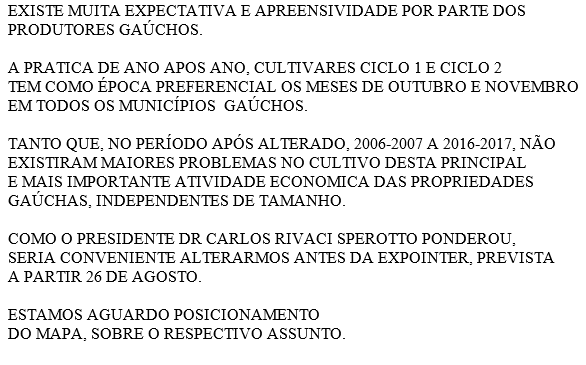 EXISTE MUITA EXPECTATIVA E APREENSIVIDADE POR PARTE DOS
PRODUTORES GAÚCHOS.
A PRATICA DE ANO APOS ANO, CULTIVARES CICLO 1 E CICLO 2
TEM COMO ÉPOCA PREFERENCIAL OS MESES DE OUTUBRO E NOVEMBRO
EM TODOS OS MUNICÍPIOS  GAÚCHOS.
TANTO QUE, NO PERÍODO APÓS ALTERADO, 2006-2007 A 2016-2017, NÃO
EXISTIRAM MAIORES PROBLEMAS NO CULTIVO DESTA PRINCIPAL
E MAIS IMPORTANTE ATIVIDADE ECONOMICA DAS PROPRIEDADES
GAÚCHAS, INDEPENDENTES DE TAMANHO.
COMO O PRESIDENTE DR CARLOS RIVACI SPEROTTO PONDEROU,
SERIA CONVENIENTE ALTERARMOS ANTES DA EXPOINTER, PREVISTA
A PARTIR 26 DE AGOSTO.
ESTAMOS AGUARDO POSICIONAMENTO
DO MAPA, SOBRE O RESPECTIVO ASSUNTO.